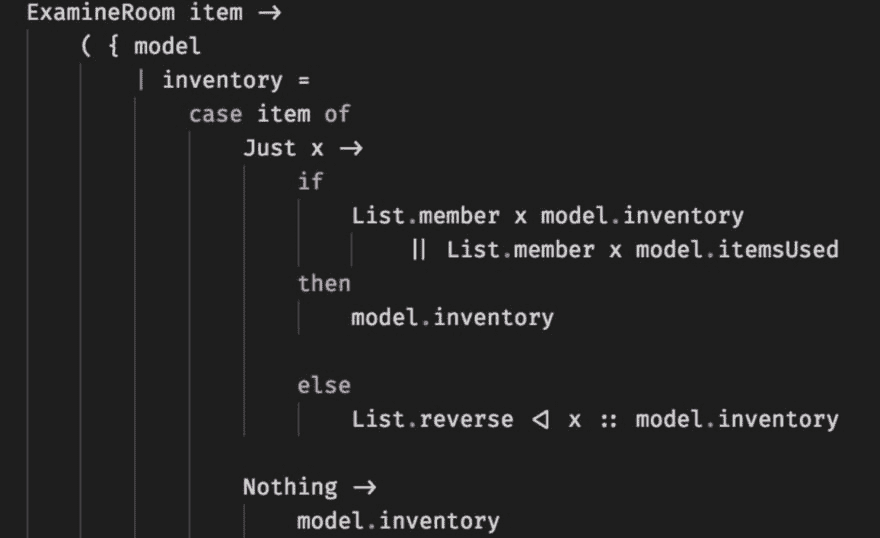 ExamineRoom item →
( { model
| inventory =
case item of
Just x →
if
List.member x model.inventory
|| List.member x model.itemsUsed
then
model.inventory
else
List.reverse <| x :: model.inventory
Nothing →
model.inventory